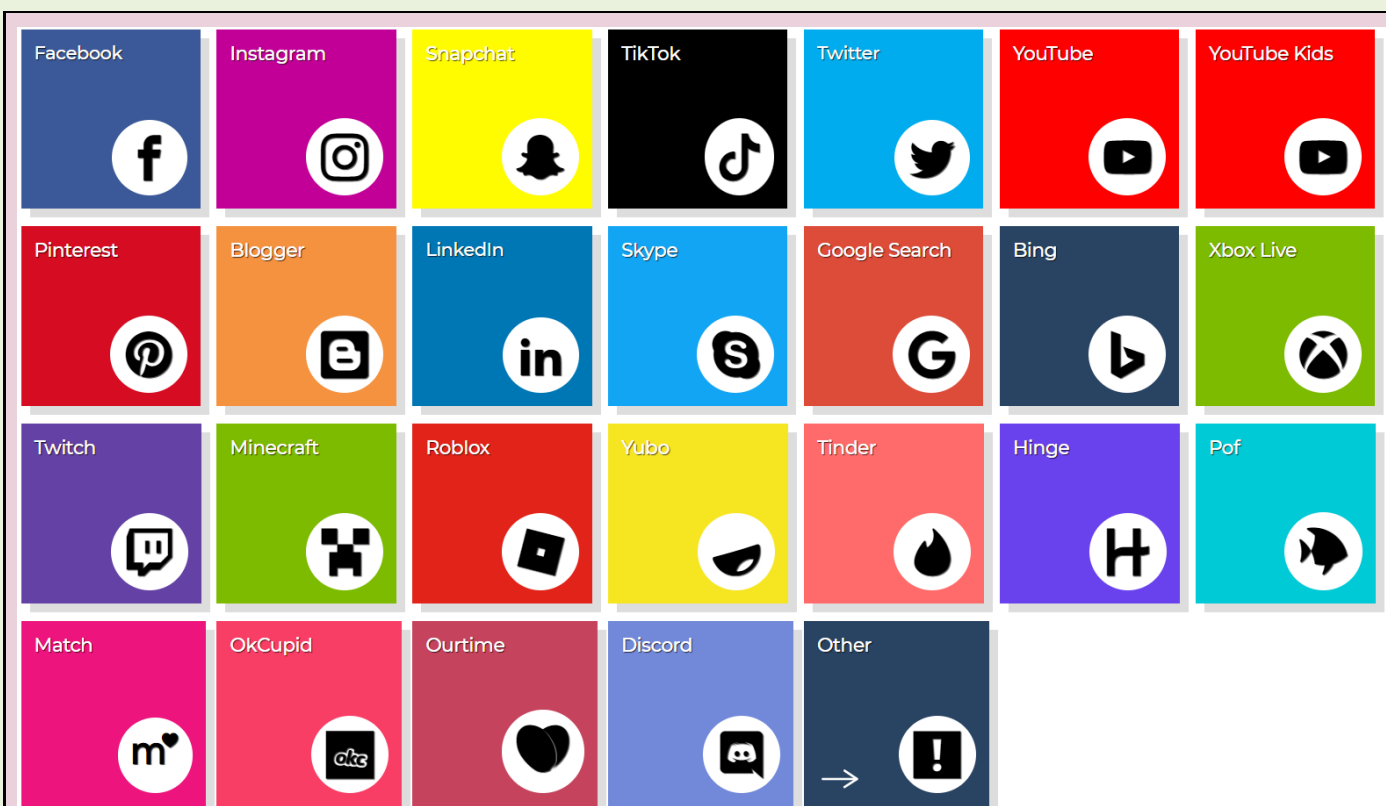 Facebook
Instagram
Snapchat
TikTok
Twitter
YouTube
YouTube Kids
Pinterest
Blogger
LinkedIn
in
Skype
Google Search
Bing
Xbox Live
Twitch
Minecraft
Roblox
Yubo
Tinder
Hinge
Pof
Match
m
OkCupid
okc
Ourtime
Discord
Other
!